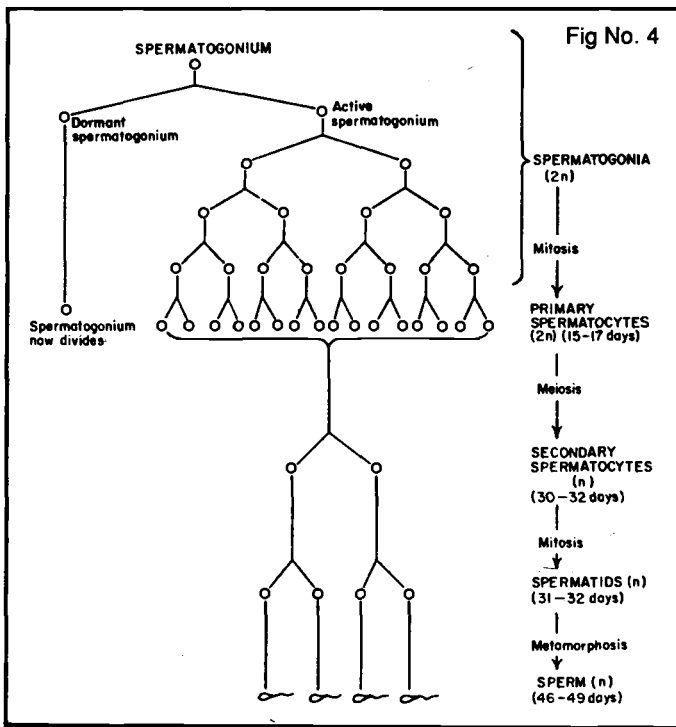 Fig No. 4
SPERMATOGONIUM
Dormant
spermatogonium
Active
spermatogonium
SPERMATOGONIA
(2n)
Mitosis
Spermatogonium
now divides
PRIMARY
SPERMATOCYTES
(2n) (15-17 days)
Meiosis
SECONDARY
SPERMATOCYTES
(n)
(30-32 days)
Mitosis
SPERMATIDS (n)
(31-32 days)
Metamorphosis
SPERM (n)
(46-49 days)